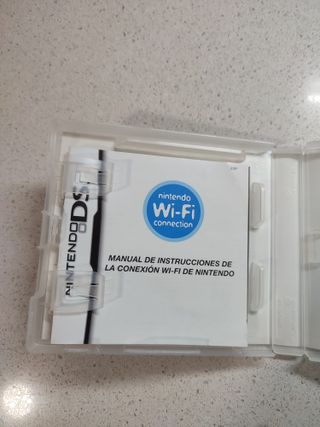 NINTENDO DS
nintendo
Wi-Fi
connection
MANUAL DE INSTRUCCIONES DE
LA CONEXIÓN WI-FI DE NINTENDO